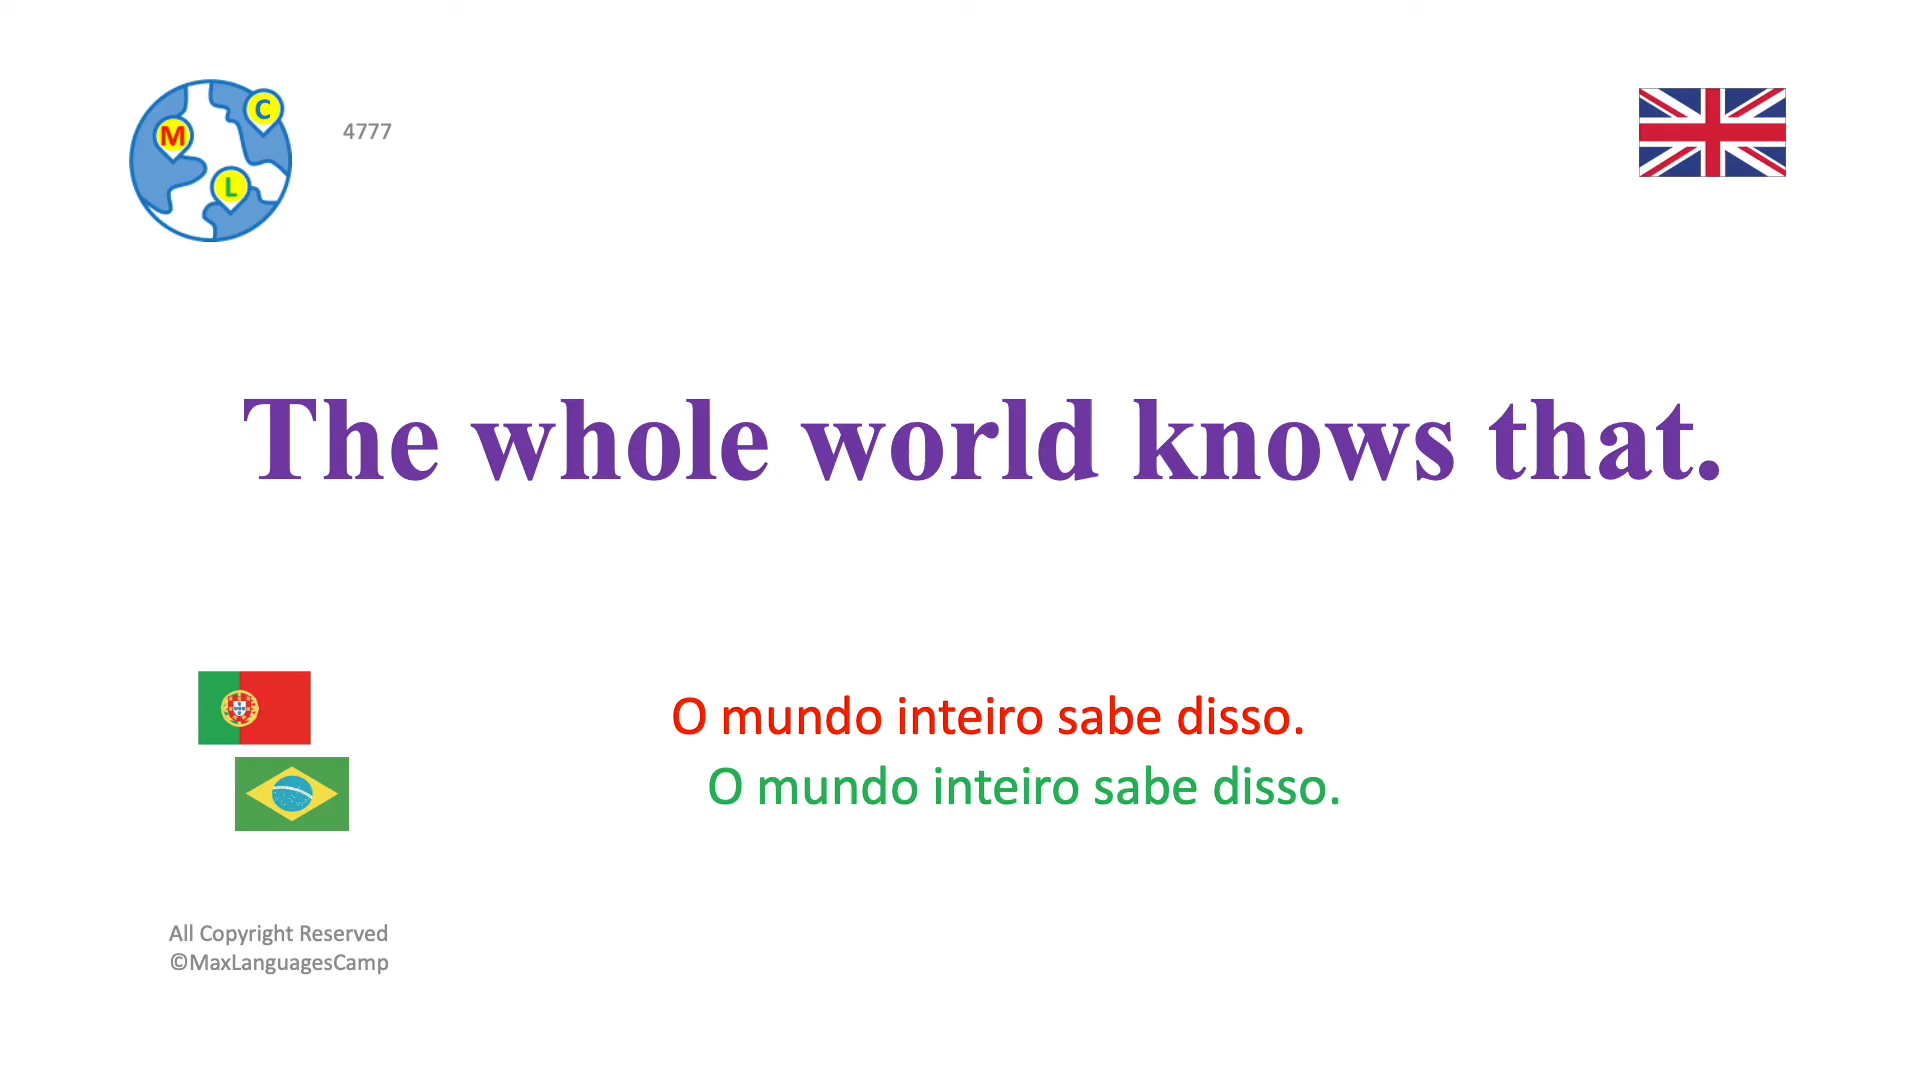 C
M
L
4777
The whole world knows that.
O mundo inteiro sabe disso.
O mundo inteiro sabe disso.
All Copyright Reserved
©MaxLanguagesCamp